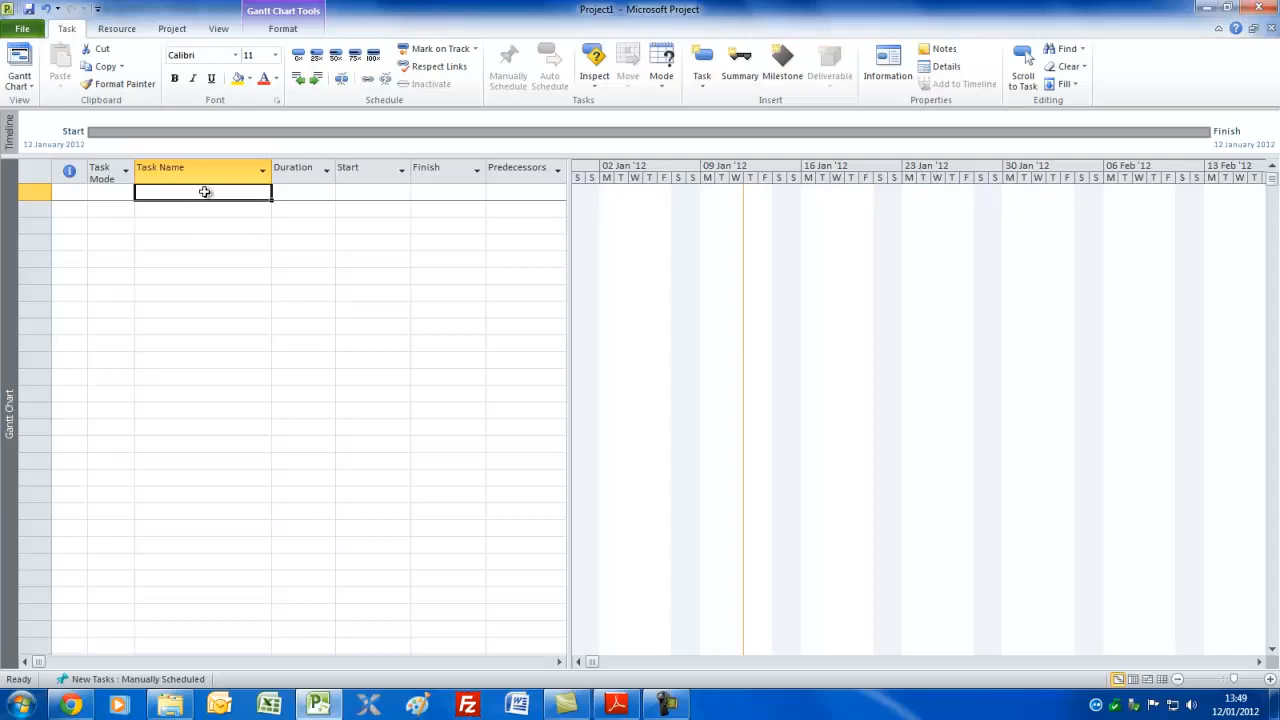 Gantt Chart Tools
Project1 - Microsoft Project
File
Task
Resource
Project
View
Format
Gantt
Chart
View
Paste
Cut
Copy
Format Painter
Clipboard
Calibri
11
B
I
U
A
Font
Mark on Track
Respect Links
Inactivate
Schedule
Manually
Schedule
Auto
Schedule
Inspect
Move
Mode
Tasks
Task
Summary
Milestone
Deliverable
Insert
Information
Notes
Details
Add to Timeline
Properties
Scroll
to Task
Find
Clear
Fill
Editing
Timeline
Start
12 January 2012
Finish
12 January 2012
Task
Mode
Task Name
Duration
Start
Finish
Predecessors
02 Jan '12
09 Jan '12
16 Jan '12
23 Jan '12
30 Jan '12
06 Feb '12
13 Feb '12
S S M T W T F S S M T W T F S S M T W T F S S M T W T F S S M T W T F S S M T W T F S S M T W T
Gantt Chart
Ready
New Tasks : Manually Scheduled
13:49
12/01/2012